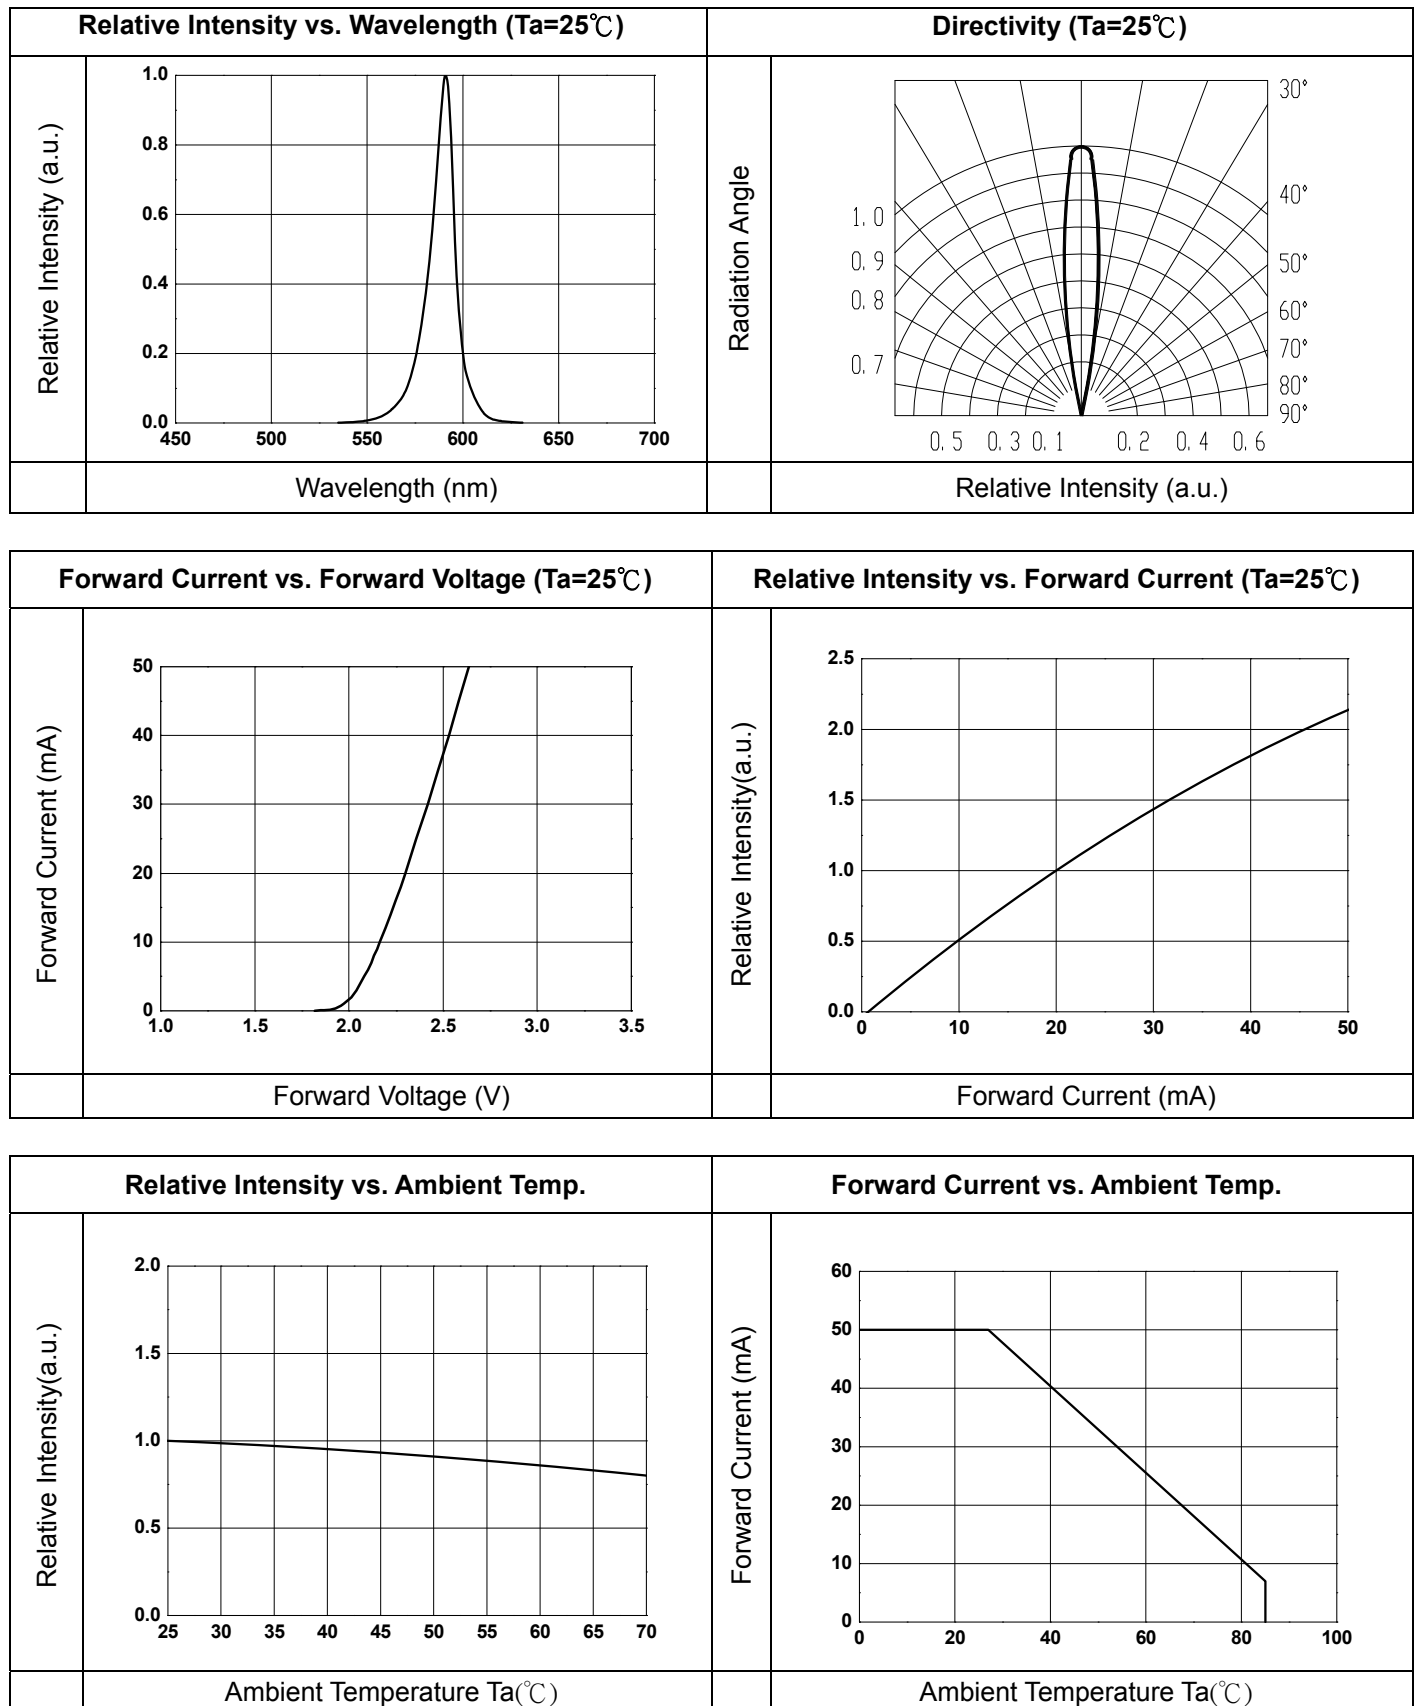 Relative Intensity vs. Wavelength (Ta=25℃)
Directivity (Ta=25℃)
Relative Intensity (a.u.)
1.0
0.8
0.6
0.4
0.2
0.0
450 500 550 600 650 700
Wavelength (nm)
Radiation Angle
30°
40°
50°
60°
70°
80°
90°
1.0
0.9
0.8
0.7
0.5 0.3 0.1 0.2 0.4 0.6
Relative Intensity (a.u.)
Forward Current vs. Forward Voltage (Ta=25℃)
Relative Intensity vs. Forward Current (Ta=25℃)
Forward Current (mA)
50
40
30
20
10
0
1.0 1.5 2.0 2.5 3.0 3.5
Forward Voltage (V)
Relative Intensity(a.u.)
2.5
2.0
1.5
1.0
0.5
0.0
0 10 20 30 40 50
Forward Current (mA)
Relative Intensity vs. Ambient Temp.
Forward Current vs. Ambient Temp.
Relative Intensity(a.u.)
2.0
1.5
1.0
0.5
0.0
25 30 35 40 45 50 55 60 65 70
Ambient Temperature Ta(℃)
Forward Current (mA)
60
50
40
30
20
10
0
0 20 40 60 80 100
Ambient Temperature Ta(℃)